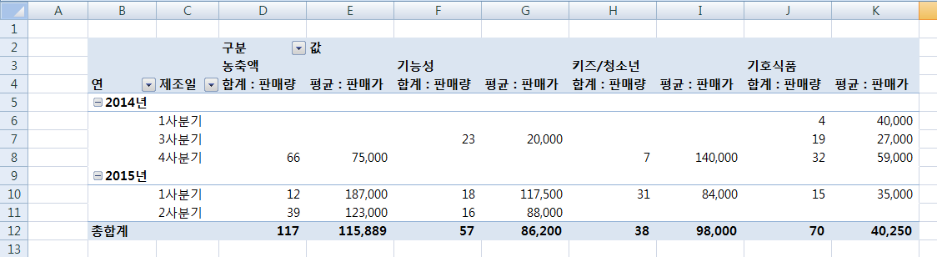 A B C D E F G H I J K
1
2 구분 값
3 농축액 기능성 키즈/청소년 기호식품
4 연 제조일 합계 : 판매량 평균 : 판매가 합계 : 판매량 평균 : 판매가 합계 : 판매량 평균 : 판매가 합계 : 판매량 평균 : 판매가
5 2014년
6 1사분기 4 40,000
7 3사분기 23 20,000 19 27,000
8 4사분기 66 75,000 7 140,000 32 59,000
9 2015년
10 1사분기 12 187,000 18 117,500 31 84,000 15 35,000
11 2사분기 39 123,000 16 88,000
12 총합계 117 115,889 57 86,200 38 98,000 70 40,250
13